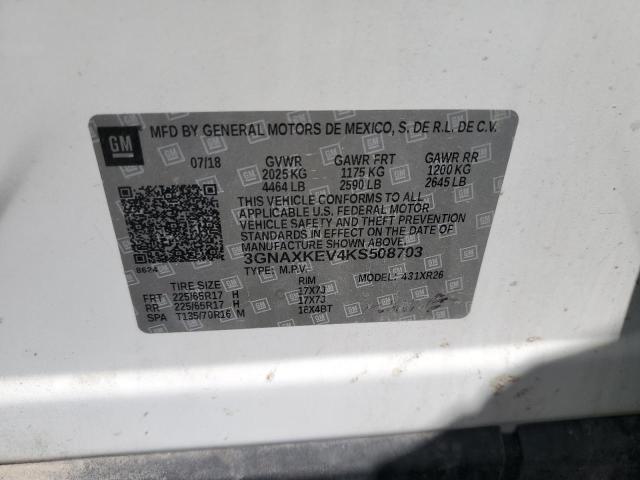 GM
MFD BY GENERAL MOTORS DE MEXICO, S. DE R.L. DE C.V.
07/18 GVWR GAWR FRT GAWR RR
2025 KG 1175 KG 1200 KG
4464 LB 2590 LB 2645 LB
THIS VEHICLE CONFORMS TO ALL
APPLICABLE U.S. FEDERAL MOTOR
VEHICLE SAFETY AND THEFT PREVENTION
STANDARDS IN EFFECT ON THE DATE OF
MANUFACTURE SHOWN ABOVE.
3GNAXKEV4KS508793
TYPE: M.P.V. MODEL: 431XR26
8624
TIRE SIZE RIM
FRT 225/65R17 H 17X7J
RR 225/65R17 H 17X7J
SPA T135/70R16 M 16X4BT